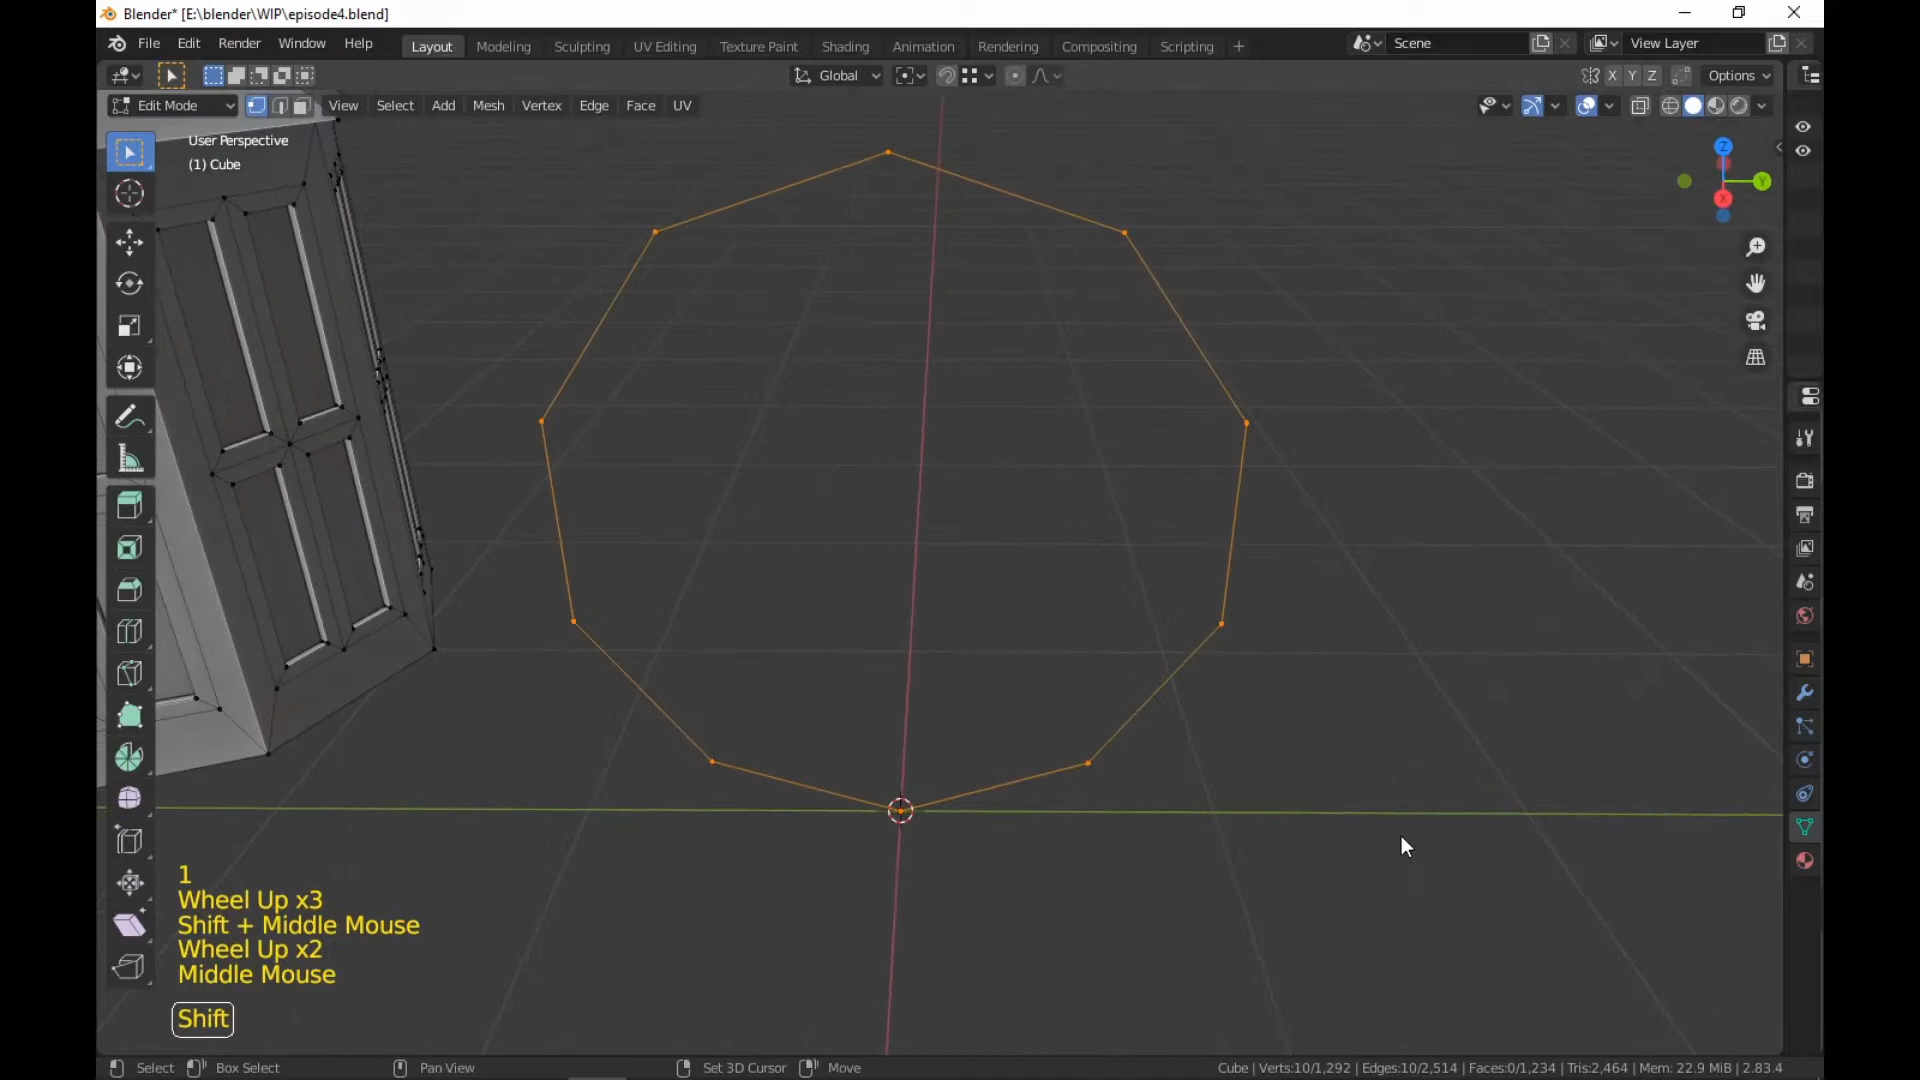 Blender* [E:\blender\WIP\episode4.blend]
File Edit Render Window Help Layout Modeling Sculpting UV Editing Texture Paint Shading Animation Rendering Compositing Scripting + Scene View Layer
Global X Y Z Options
Edit Mode View Select Add Mesh Vertex Edge Face UV
User Perspective
(1) Cube
Z
Y
X
1
Wheel Up x3
Shift + Middle Mouse
Wheel Up x2
Middle Mouse
Shift
Select Box Select Pan View Set 3D Cursor Move Cube | Verts:10/1,292 | Edges:10/2,514 | Faces:0/1,234 | Tris:2,464 | Mem: 22.9 MiB | 2.83.4